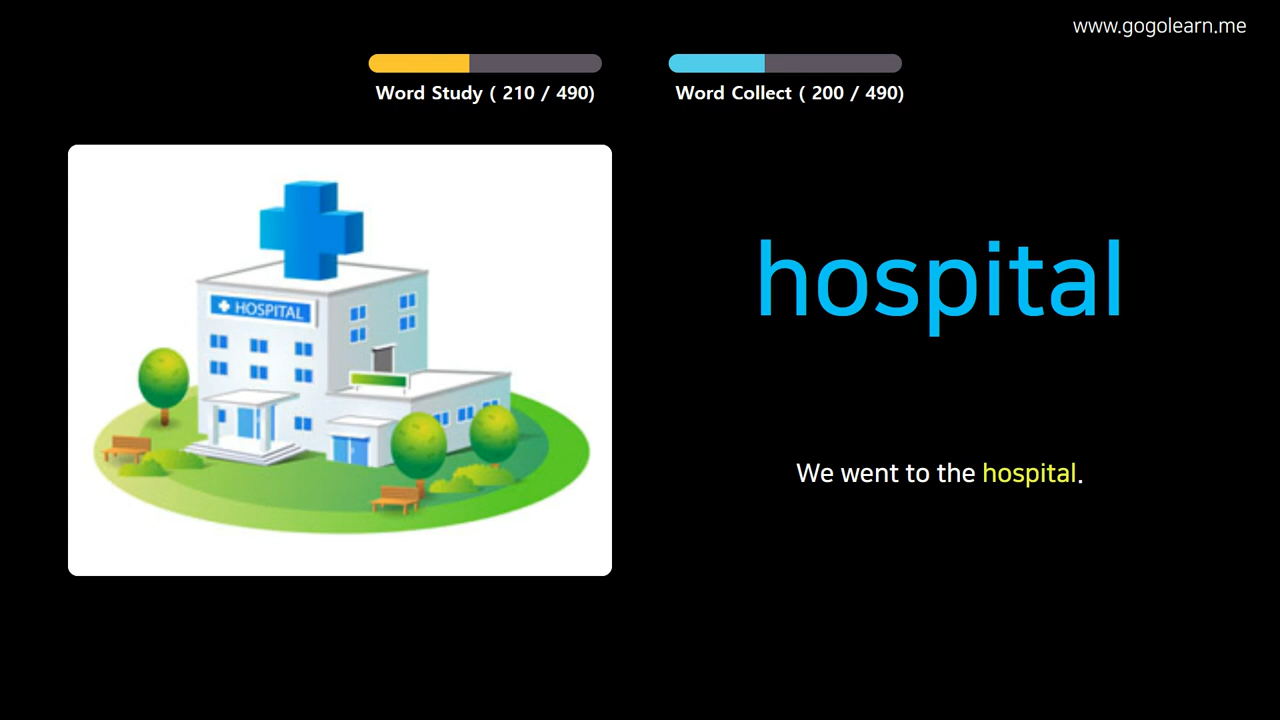 www.gogolearn.me
Word Study ( 210 / 490)
Word Collect ( 200 / 490)
HOSPITAL
hospital
We went to the hospital.